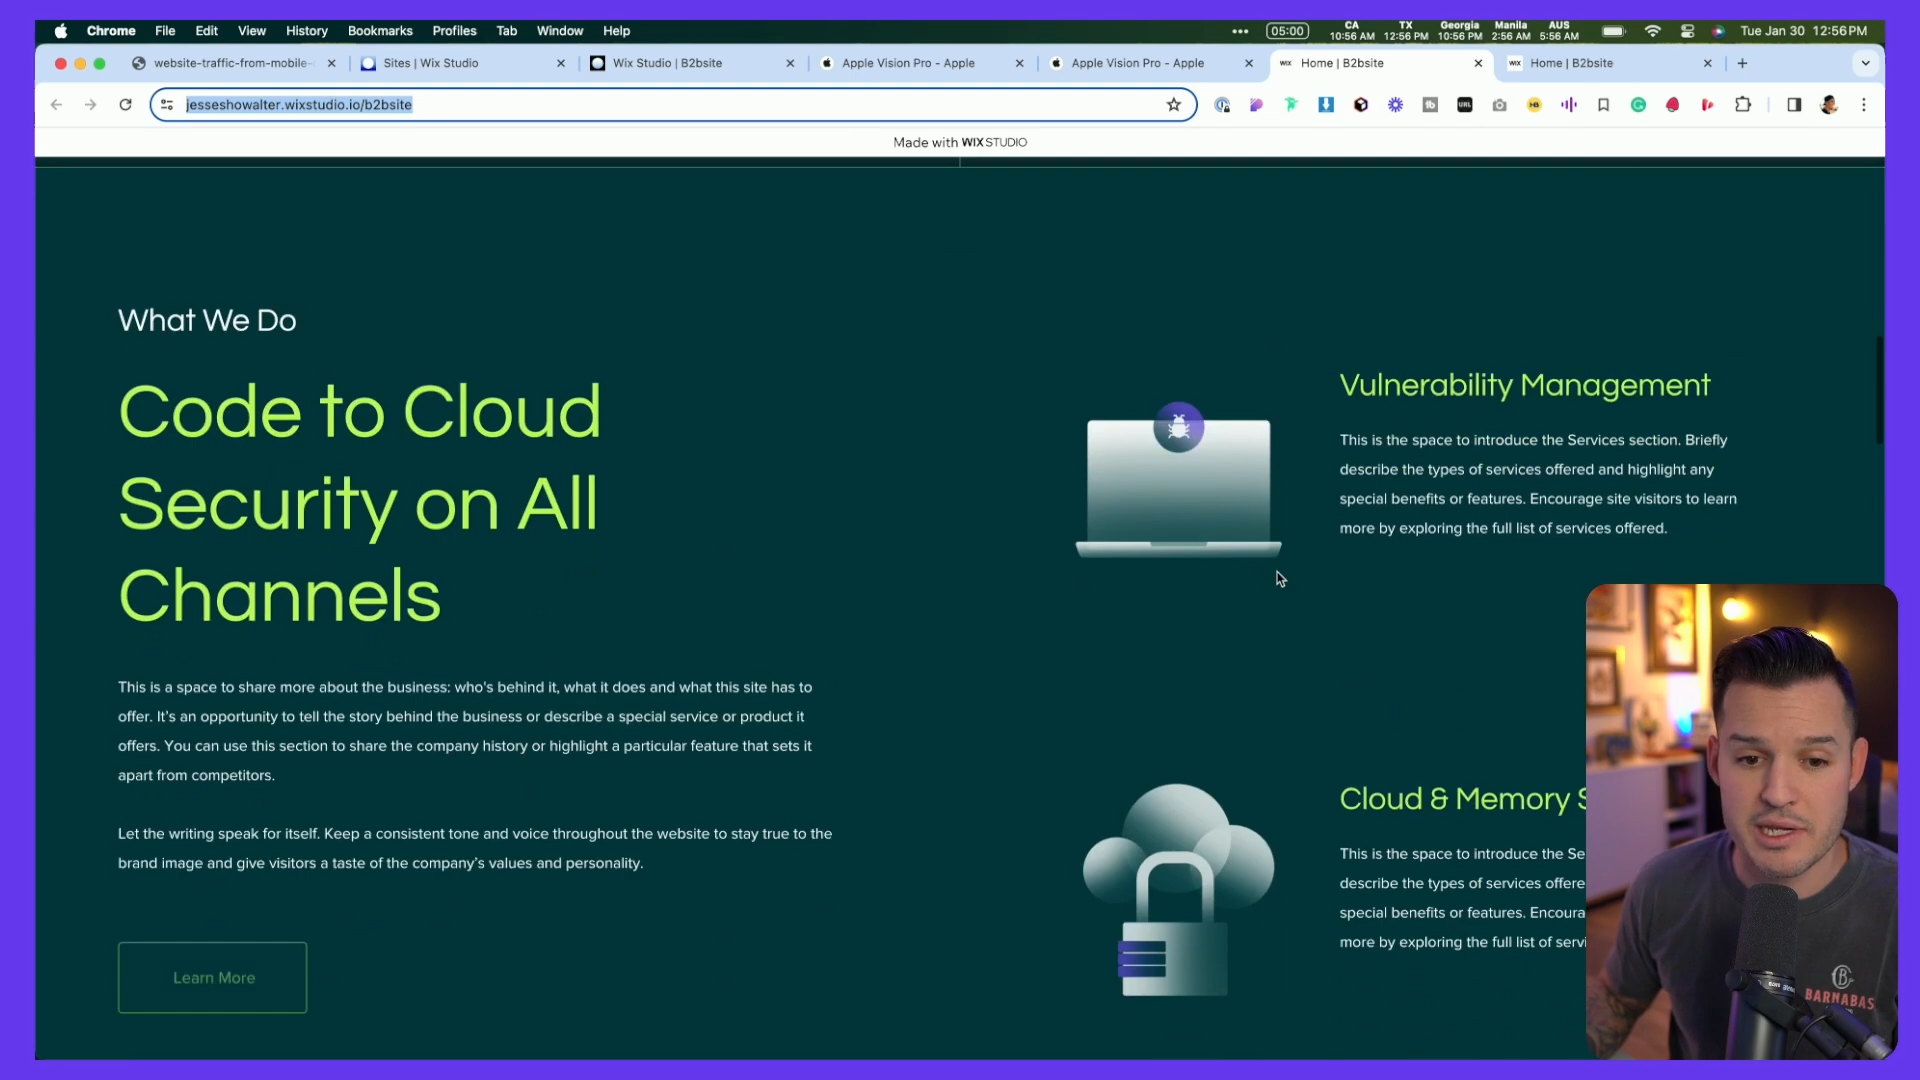 Chrome File Edit View History Bookmarks Profiles Tab Window Help
05:00
CA TX Georgia Manila AUS
10:56 AM 12:56 PM 10:56 PM 2:56 AM 5:56 AM
Tue Jan 30 12:56 PM
website-traffic-from-mobile-
Sites | Wix Studio
Wix Studio | B2bsite
Apple Vision Pro - Apple
Apple Vision Pro - Apple
WIX Home | B2bsite
WIX Home | B2bsite
jesseshowalter.wixstudio.io/b2bsite
URL
HB
Made with WIX STUDIO
What We Do
Code to Cloud
Security on All
Channels
This is a space to share more about the business: who's behind it, what it does and what this site has to
offer. It's an opportunity to tell the story behind the business or describe a special service or product it
offers. You can use this section to share the company history or highlight a particular feature that sets it
apart from competitors.
Let the writing speak for itself. Keep a consistent tone and voice throughout the website to stay true to the
brand image and give visitors a taste of the company's values and personality.
Learn More
Vulnerability Management
This is the space to introduce the Services section. Briefly
describe the types of services offered and highlight any
special benefits or features. Encourage site visitors to learn
more by exploring the full list of services offered.
Cloud & Memory S
This is the space to introduce the Se
describe the types of services offere
special benefits or features. Encoura
more by exploring the full list of servi
BARNABAS